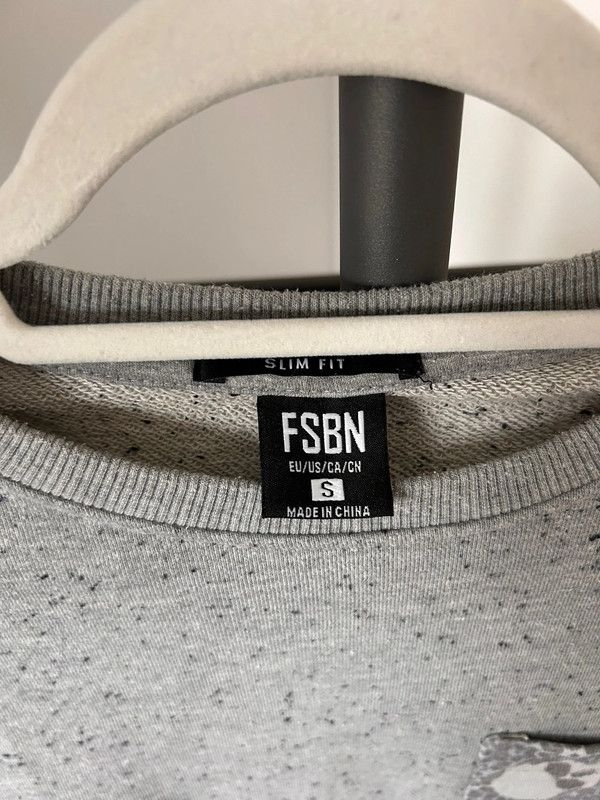 SLIM FIT
FSBN
EU/US/CA/CN
S
MADE IN CHINA